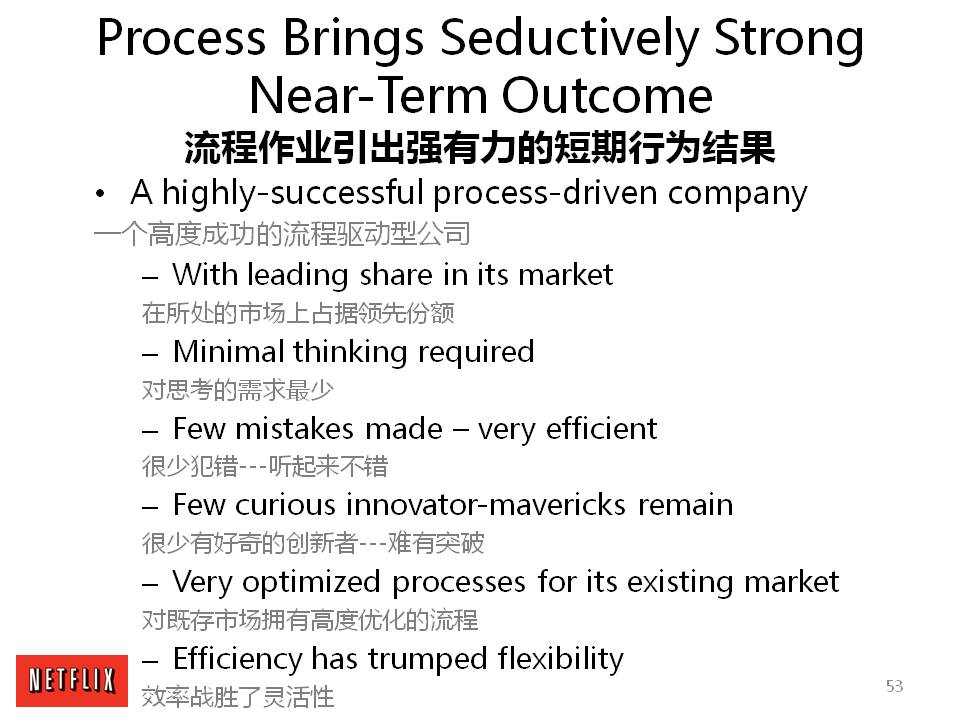 Process Brings Seductively Strong
Near-Term Outcome
流程作业引出强有力的短期行为结果
• A highly-successful process-driven company
一个高度成功的流程驱动型公司
– With leading share in its market
在所处的市场上占据领先份额
– Minimal thinking required
对思考的需求最少
– Few mistakes made – very efficient
很少犯错---听起来不错
– Few curious innovator-mavericks remain
很少有好奇的创新者---难有突破
– Very optimized processes for its existing market
对既存市场拥有高度优化的流程
– Efficiency has trumped flexibility
效率战胜了灵活性
NETFLIX
53